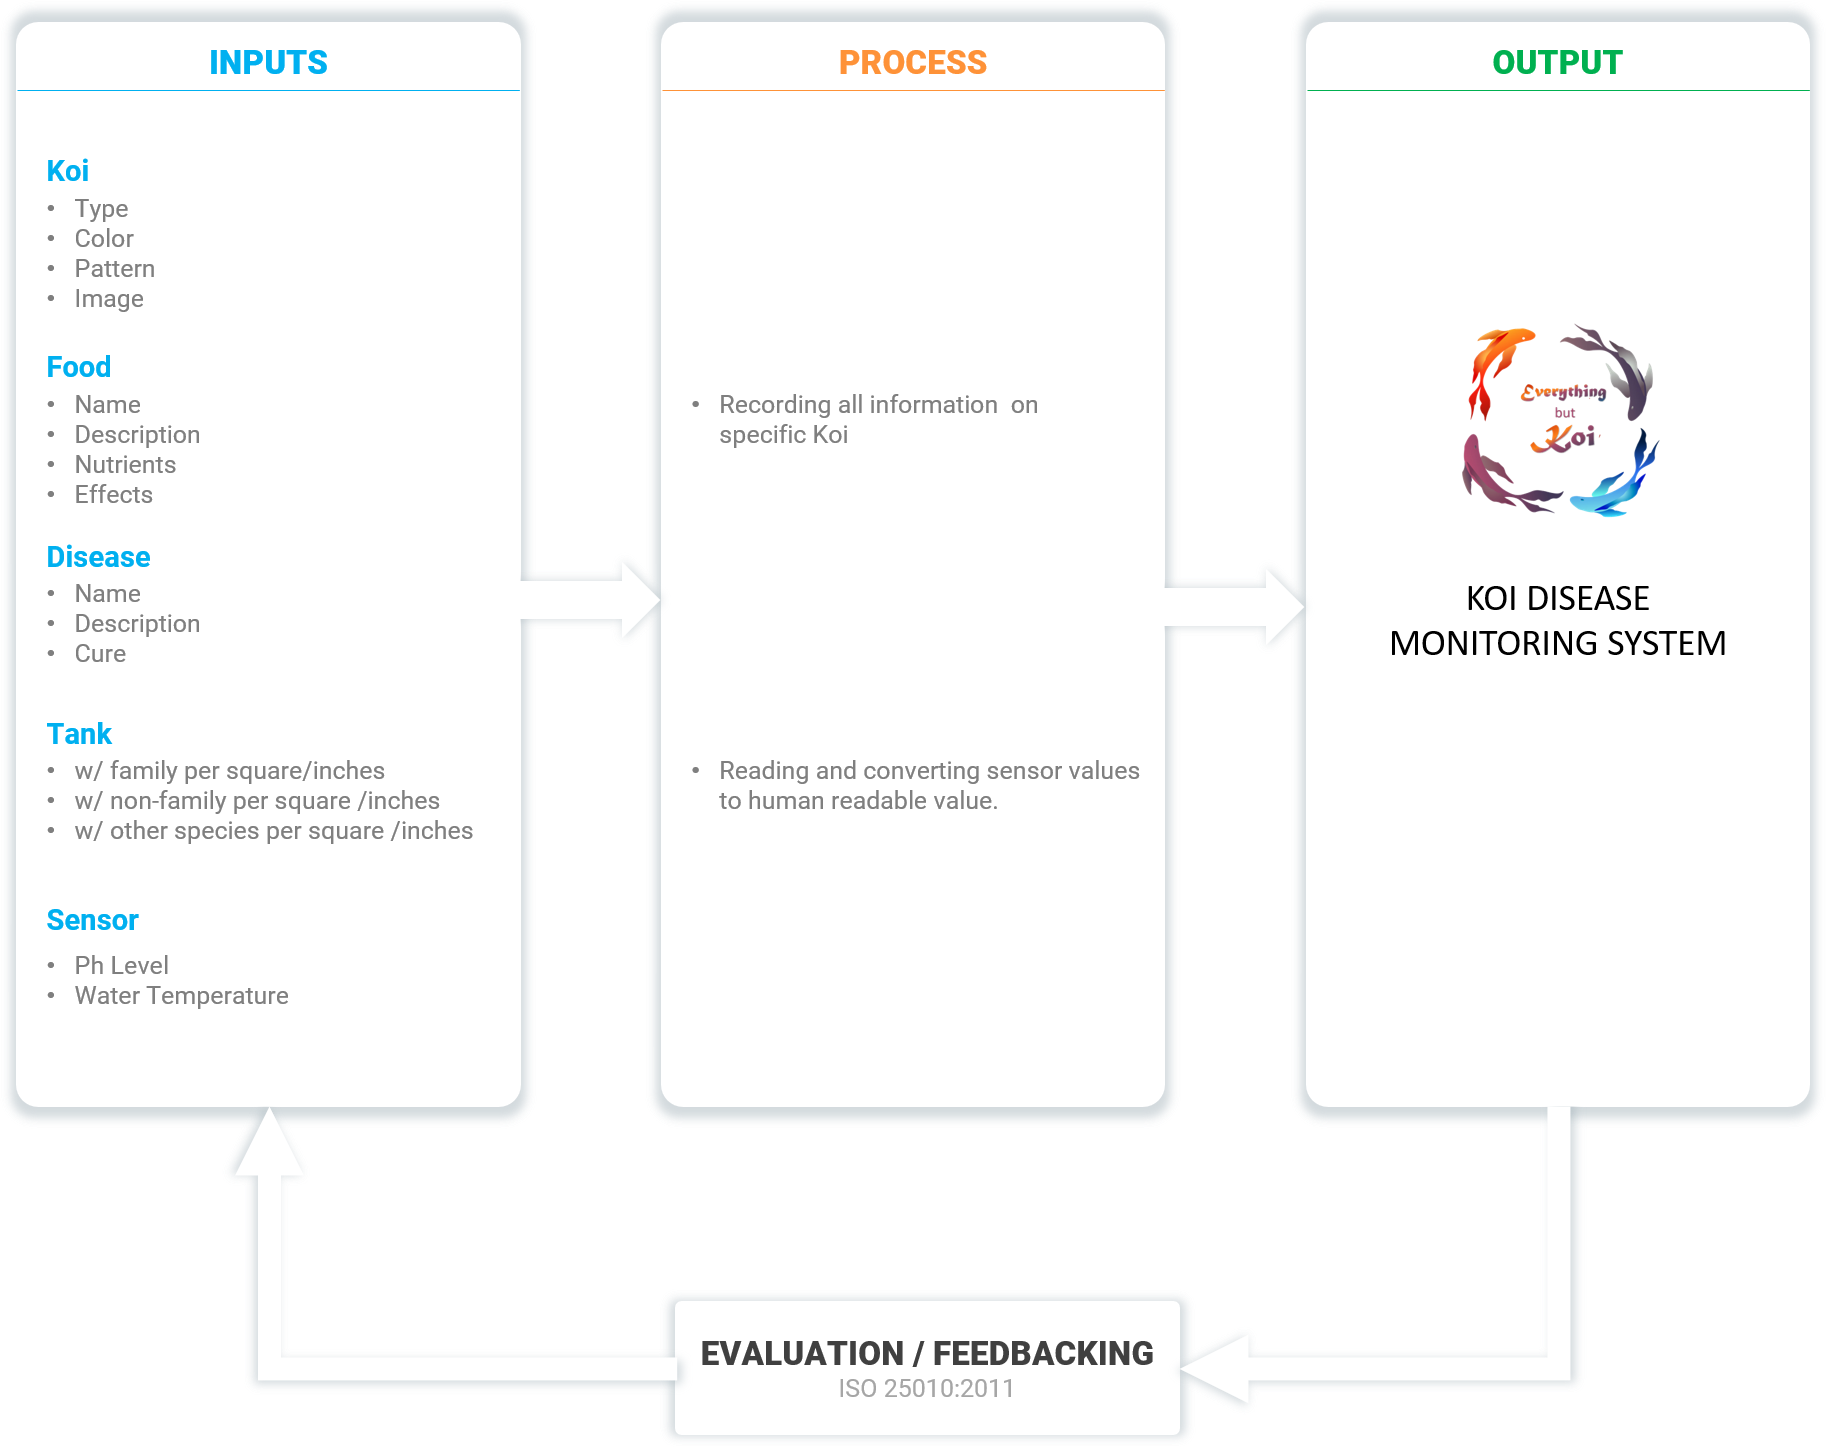 INPUTS
Koi
• Type
• Color
• Pattern
• Image
Food
• Name
• Description
• Nutrients
• Effects
Disease
• Name
• Description
• Cure
Tank
• w/ family per square/inches
• w/ non-family per square /inches
• w/ other species per square /inches
Sensor
• Ph Level
• Water Temperature
PROCESS
• Recording all information  on
specific Koi
• Reading and converting sensor values
to human readable value.
OUTPUT
Everything
but
Koi
KOI DISEASE
MONITORING SYSTEM
EVALUATION / FEEDBACKING
ISO 25010:2011